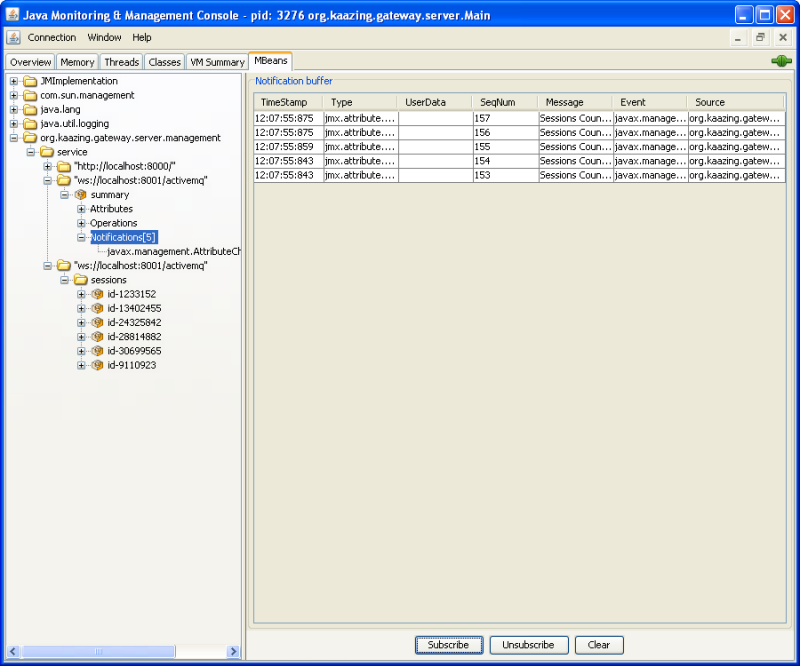 Java Monitoring & Management Console - pid: 3276 org.kaazing.gateway.server.Main
Connection Window Help
Overview Memory Threads Classes VM Summary MBeans
JMImplementation
com.sun.management
java.lang
java.util.logging
org.kaazing.gateway.server.management
service
"http://localhost:8000/"
"ws://localhost:8001/activemq"
summary
Attributes
Operations
Notifications[5]
javax.management.AttributeCh
"ws://localhost:8001/activemq"
sessions
id-1233152
id-13402455
id-24325842
id-28814882
id-30699565
id-9110923
Notification buffer
TimeStamp Type UserData SeqNum Message Event Source
12:07:55:875 jmx.attribute.... 157 Sessions Coun... javax.manage... org.kaazing.gatew...
12:07:55:875 jmx.attribute.... 156 Sessions Coun... javax.manage... org.kaazing.gatew...
12:07:55:859 jmx.attribute.... 155 Sessions Coun... javax.manage... org.kaazing.gatew...
12:07:55:843 jmx.attribute.... 154 Sessions Coun... javax.manage... org.kaazing.gatew...
12:07:55:843 jmx.attribute.... 153 Sessions Coun... javax.manage... org.kaazing.gatew...
Subscribe Unsubscribe Clear